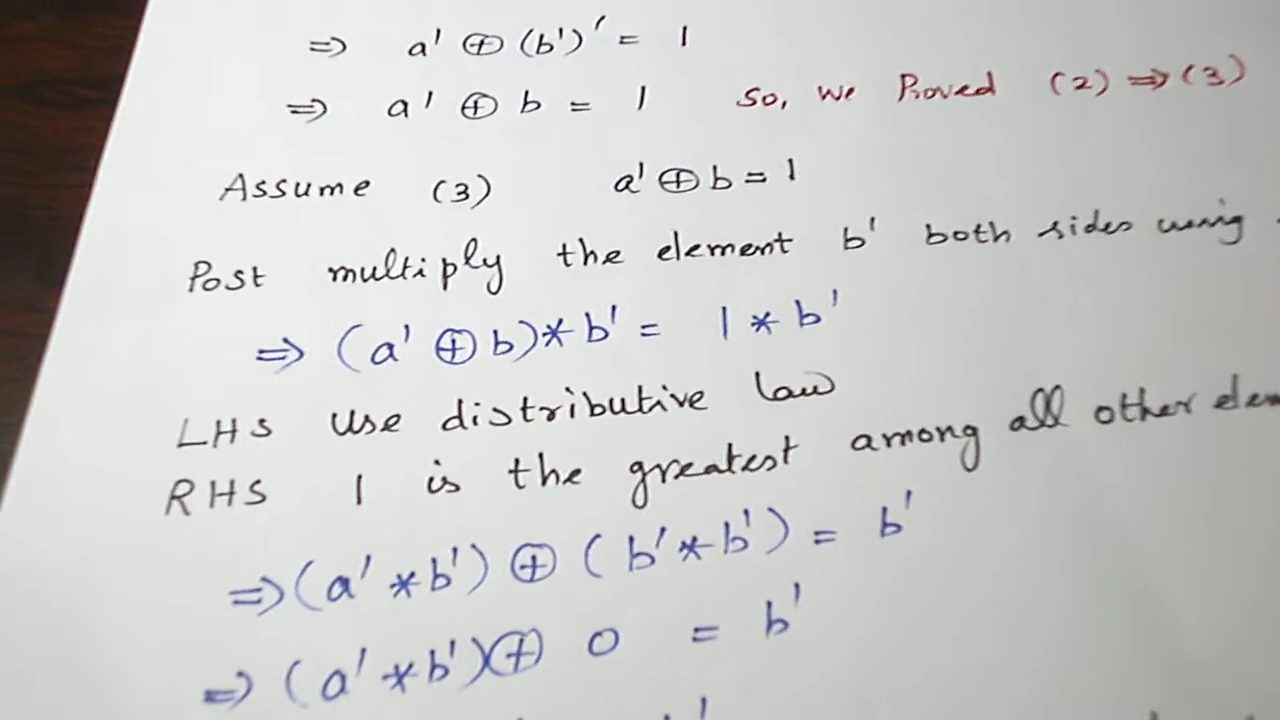 ⇒ a' ⊕ (b')' = 1
⇒ a' ⊕ b = 1 So, we Proved (2) ⇒ (3)
Assume (3) a' ⊕ b = 1
Post multiply the element b' both sides using
⇒ (a' ⊕ b) * b' = 1 * b'
LHS Use distributive law
RHS 1 is the greatest among all other
⇒ (a' * b') ⊕ (b' * b') = b'
⇒ (a' * b') ⊕ 0 = b'